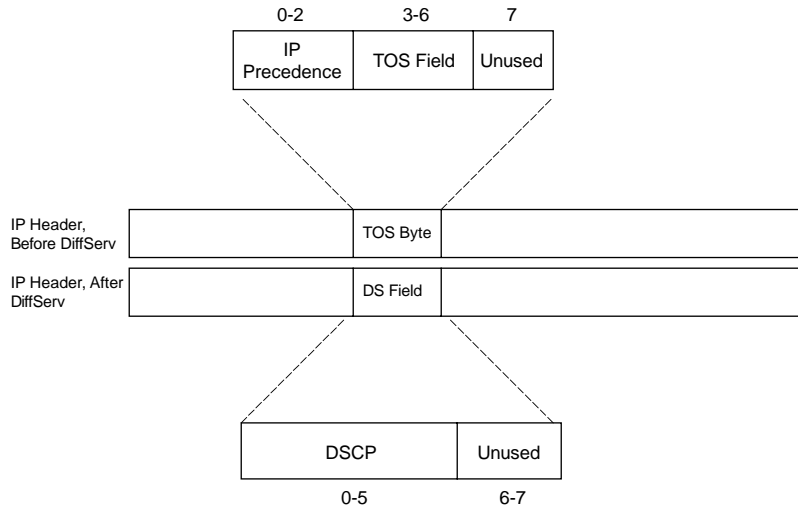 0-2 3-6 7
IP
Precedence
TOS Field
Unused
IP Header,
Before DiffServ
TOS Byte
IP Header, After
DiffServ
DS Field
DSCP
Unused
0-5 6-7